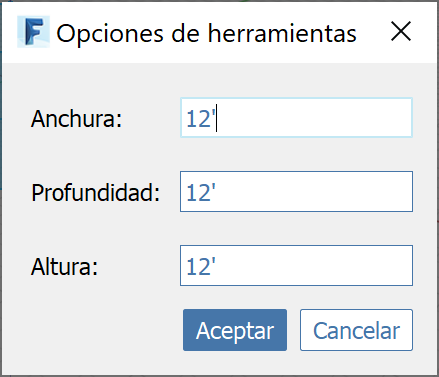 F Opciones de herramientas
Anchura: 12'
Profundidad: 12'
Altura: 12'
Aceptar Cancelar